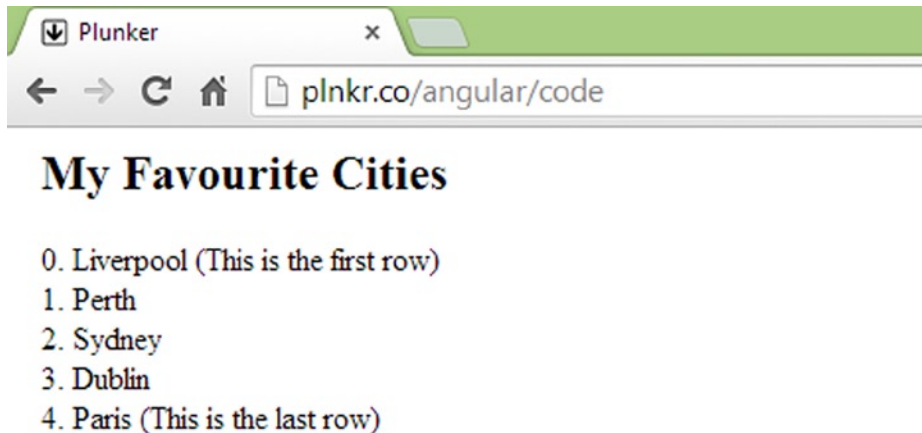 Plunker
plnkr.co/angular/code
My Favourite Cities
0. Liverpool (This is the first row)
1. Perth
2. Sydney
3. Dublin
4. Paris (This is the last row)